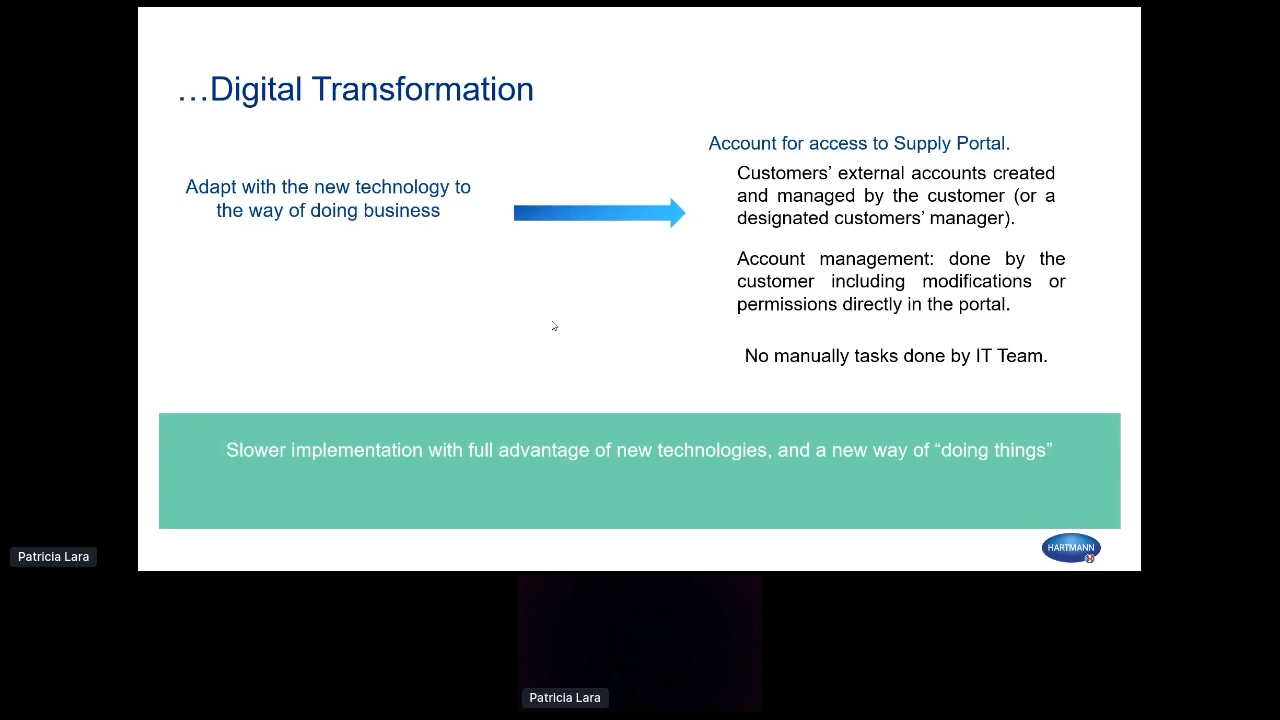 …Digital Transformation
Adapt with the new technology to
the way of doing business
Account for access to Supply Portal.
Customers’ external accounts created
and managed by the customer (or a
designated customers’ manager).
Account management: done by the
customer including modifications or
permissions directly in the portal.
No manually tasks done by IT Team.
Slower implementation with full advantage of new technologies, and a new way of “doing things”
HARTMANN
Patricia Lara
Patricia Lara